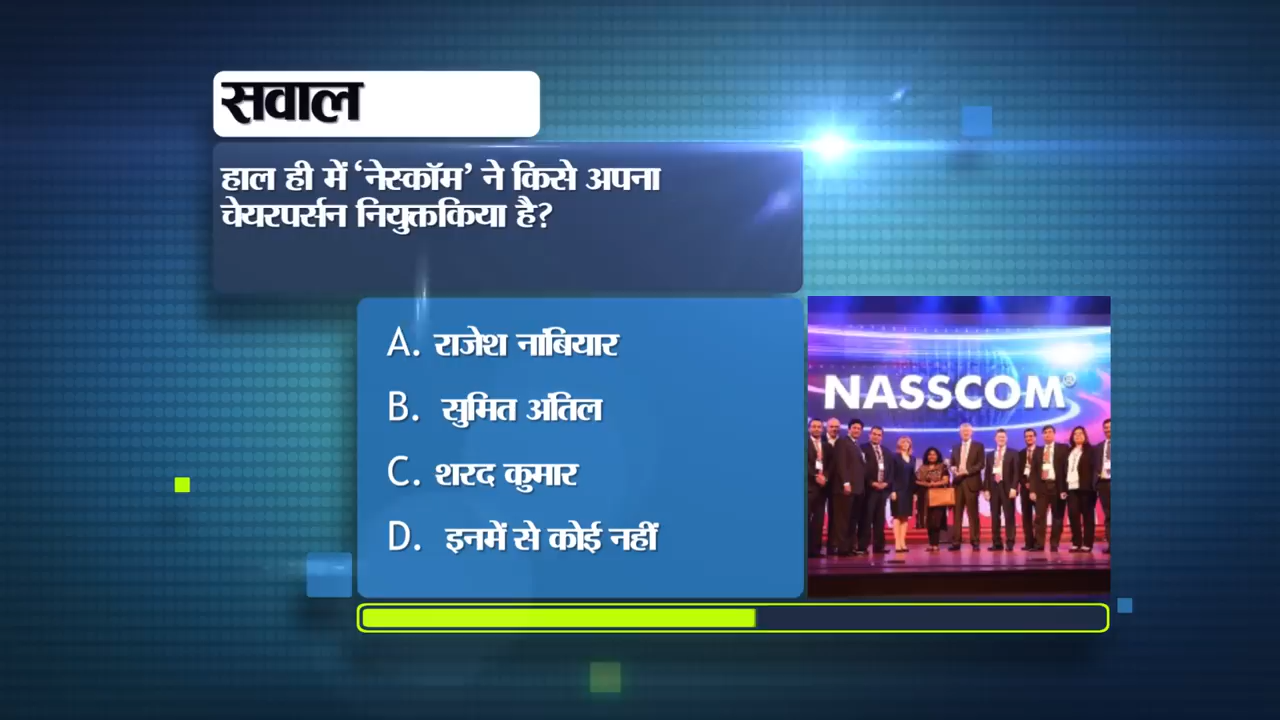 सवाल
हाल ही में ‘नेस्कॉम’ ने किसे अपना
चेयरपर्सन नियुक्तकिया है?
A. राजेश नांबियार
B. सुमित अंतिल
C. शरद कुमार
D. इनमें से कोई नहीं
NASSCOM®